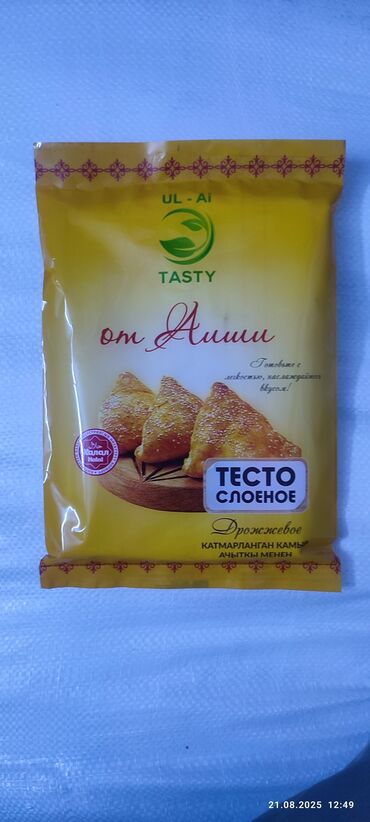 UL - Ai
TASTY
от Аиши
Готовьте с
легкостью, наслаждайтесь
вкусом!
Халал
Halal
ТЕСТО
СЛОЕНОЕ
Дрожжевое
КАТМАРЛАНГАН КАМЫР
АЧЫТКЫ МЕНЕН
21.08.2025 12:49